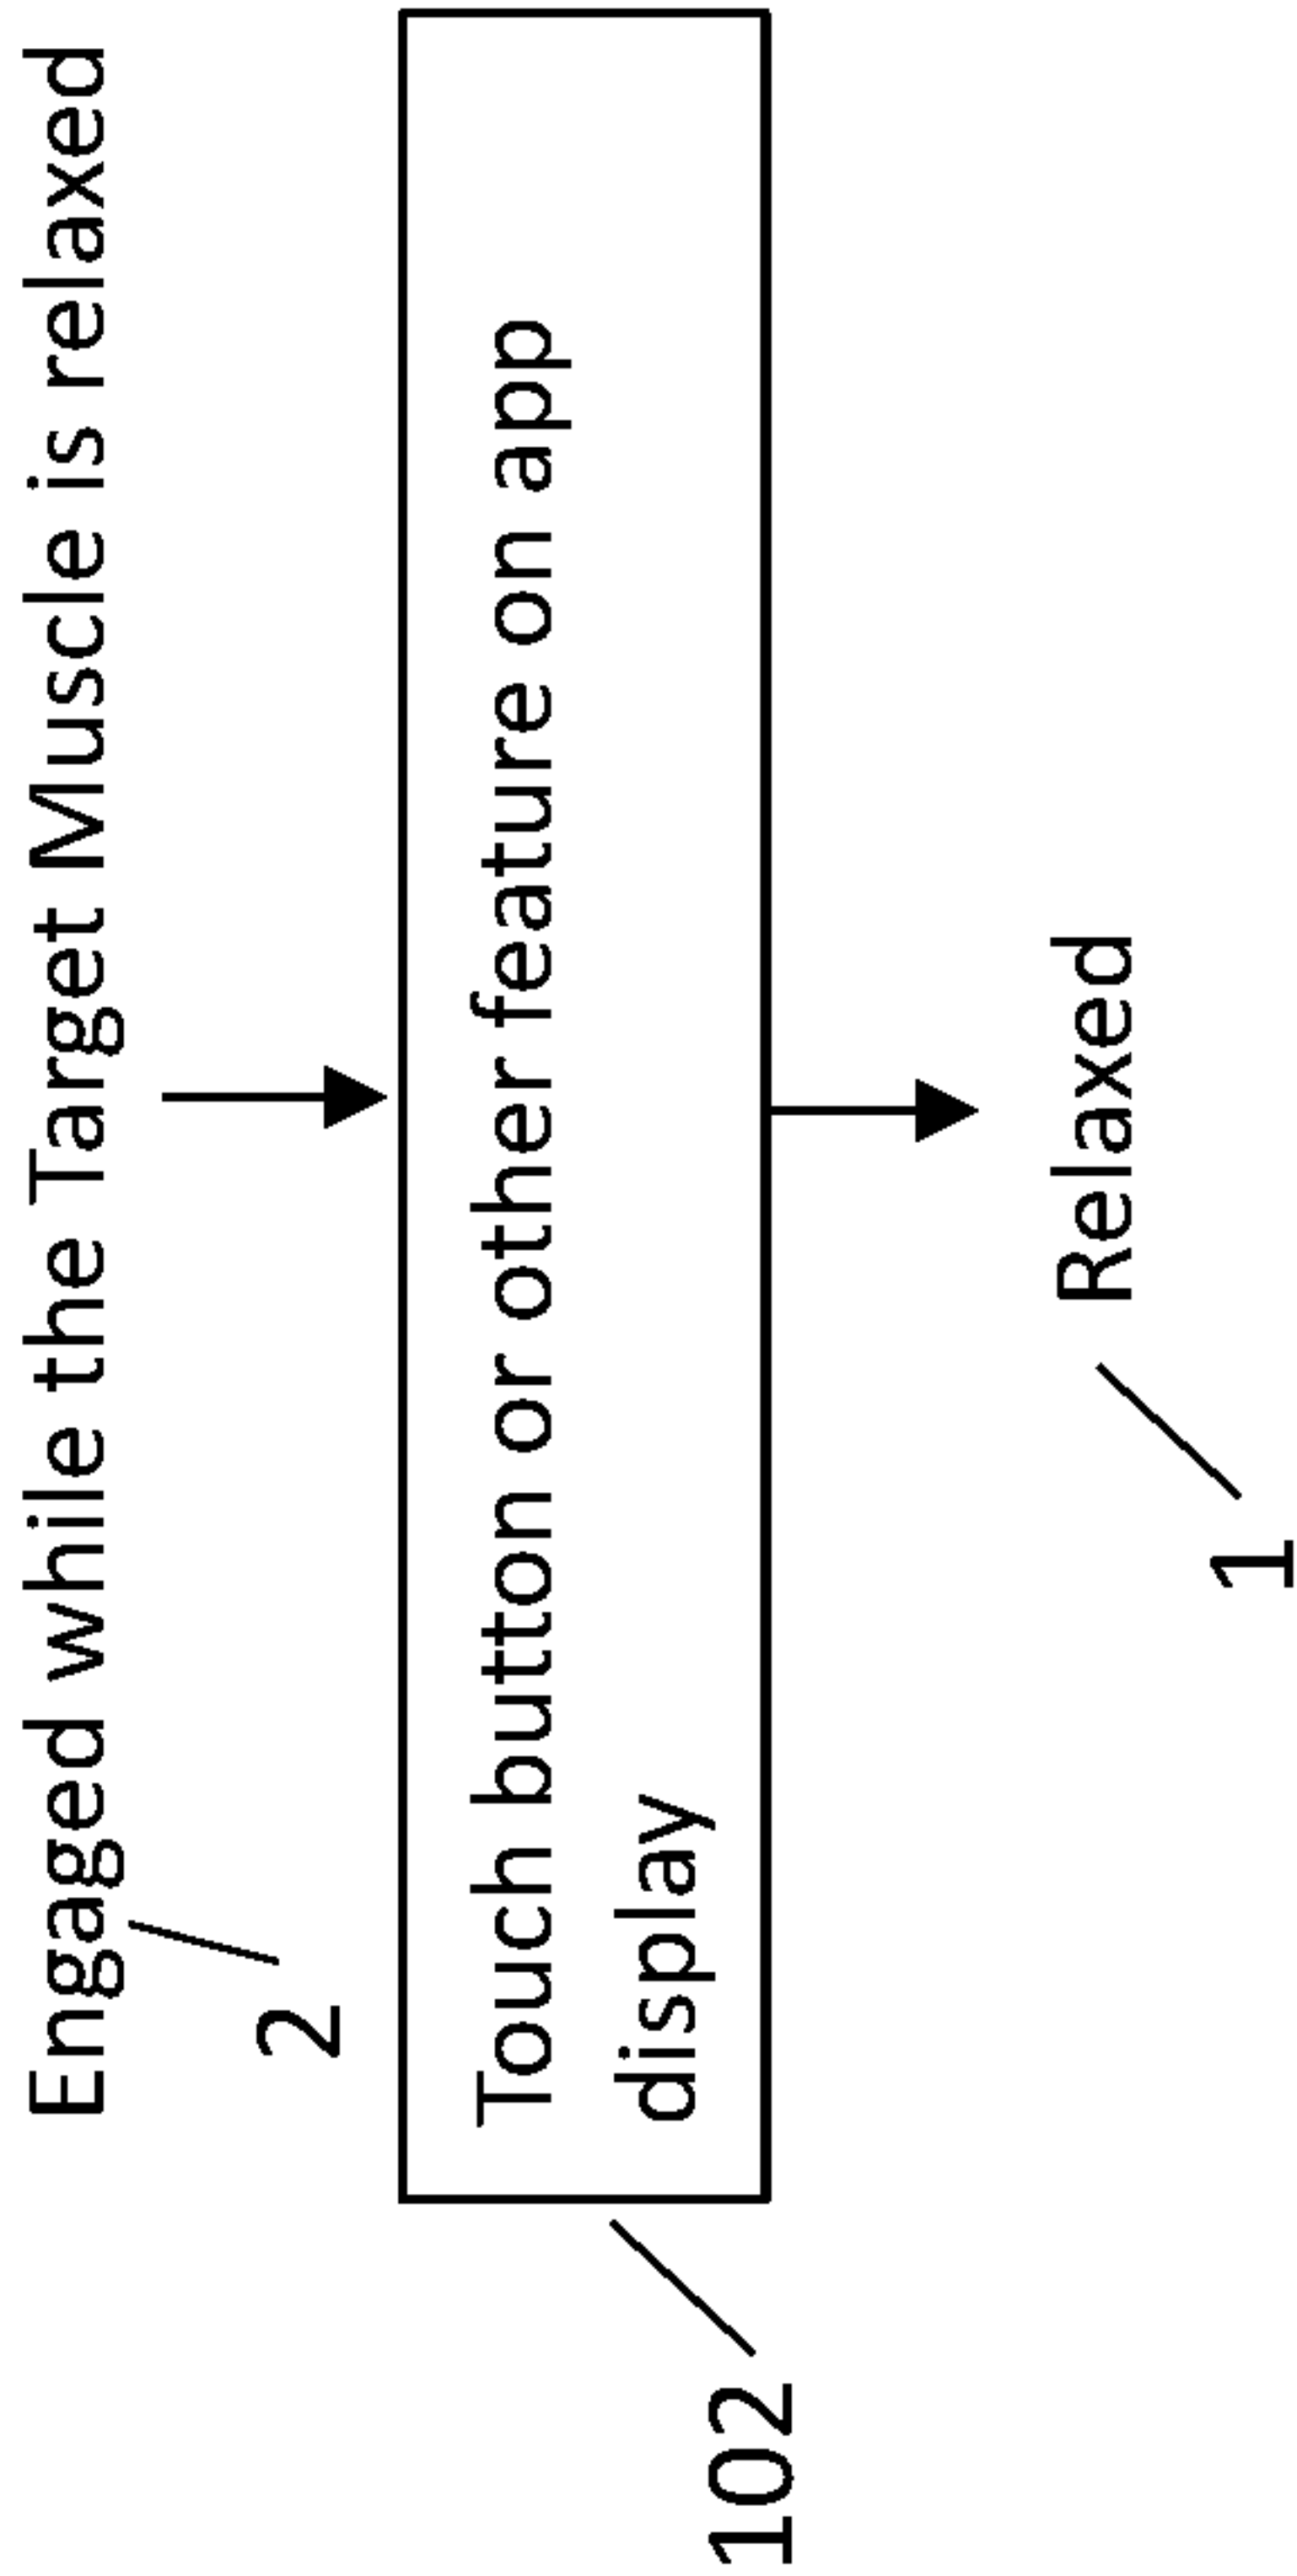 Engaged while the Target Muscle is relaxed
2
Touch button or other feature on app
display
102
Relaxed
1